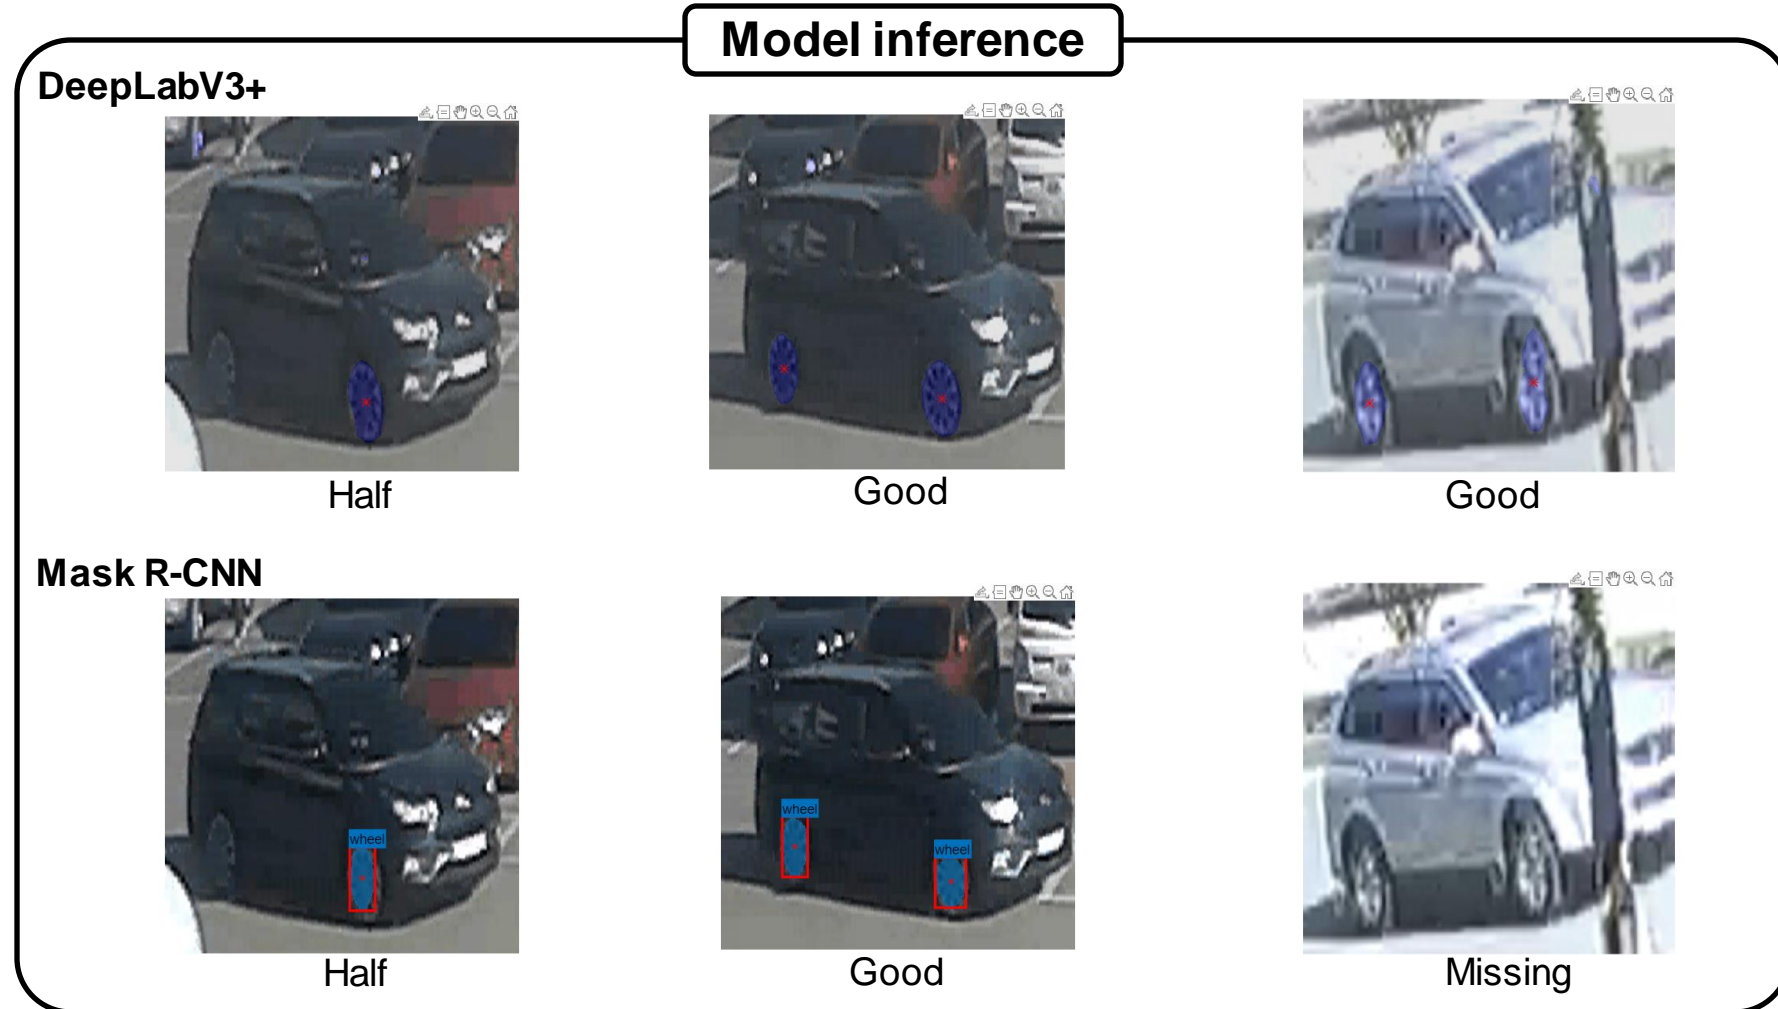 Model inference
DeepLabV3+
Half
Good
Good
Mask R-CNN
wheel
wheel
wheel
Half
Good
Missing